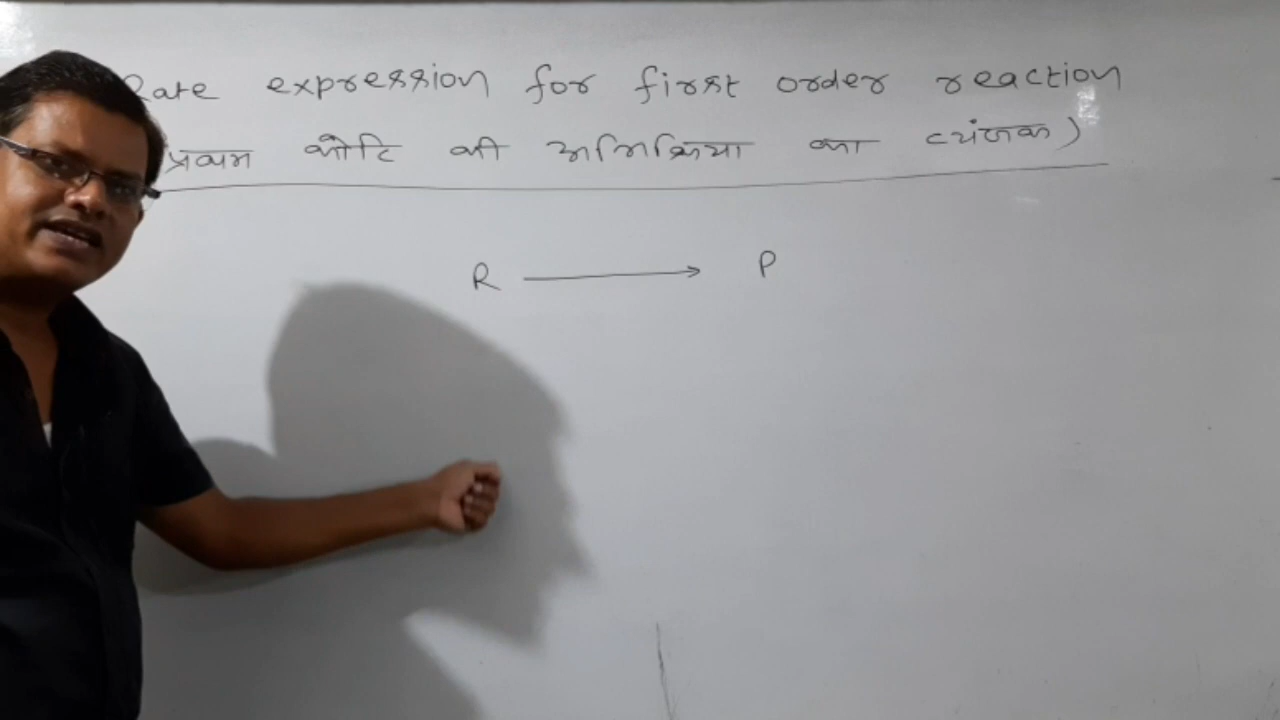 Rate expression for first order reaction
प्रथम कोटि की अभिक्रिया का व्यंजक)
R ⟶ P